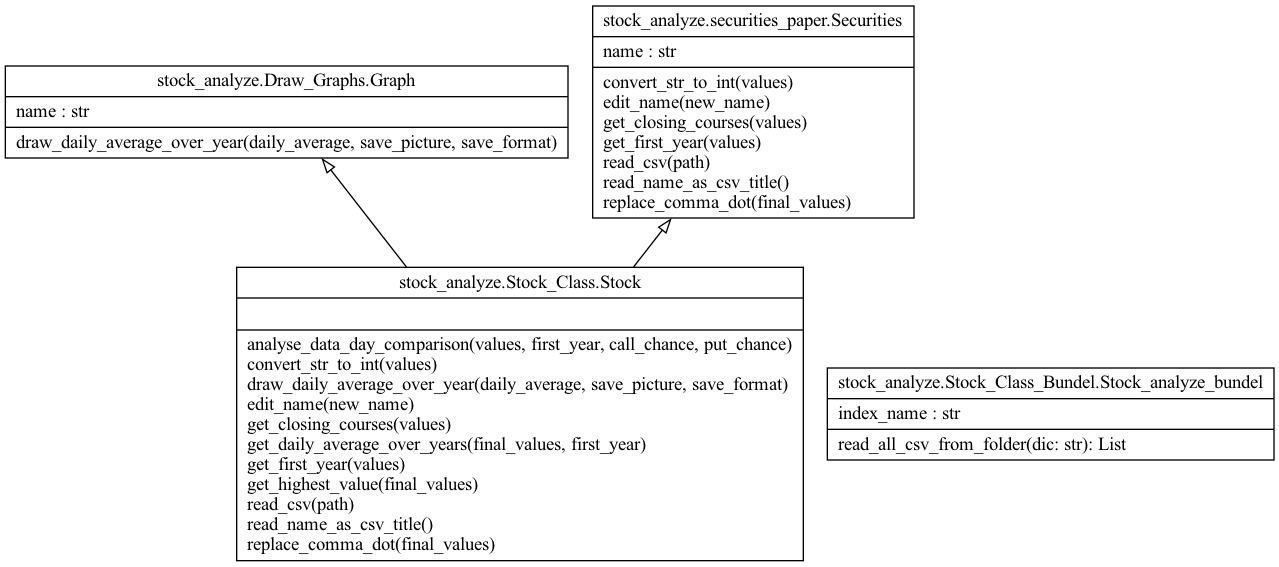 stock_analyze.securities_paper.Securities
name : str
convert_str_to_int(values)
edit_name(new_name)
get_closing_courses(values)
get_first_year(values)
read_csv(path)
read_name_as_csv_title()
replace_comma_dot(final_values)
stock_analyze.Draw_Graphs.Graph
name : str
draw_daily_average_over_year(daily_average, save_picture, save_format)
stock_analyze.Stock_Class.Stock
analyse_data_day_comparison(values, first_year, call_chance, put_chance)
convert_str_to_int(values)
draw_daily_average_over_year(daily_average, save_picture, save_format)
edit_name(new_name)
get_closing_courses(values)
get_daily_average_over_years(final_values, first_year)
get_first_year(values)
get_highest_value(final_values)
read_csv(path)
read_name_as_csv_title()
replace_comma_dot(final_values)
stock_analyze.Stock_Class_Bundel.Stock_analyze_bundel
index_name : str
read_all_csv_from_folder(dic: str): List